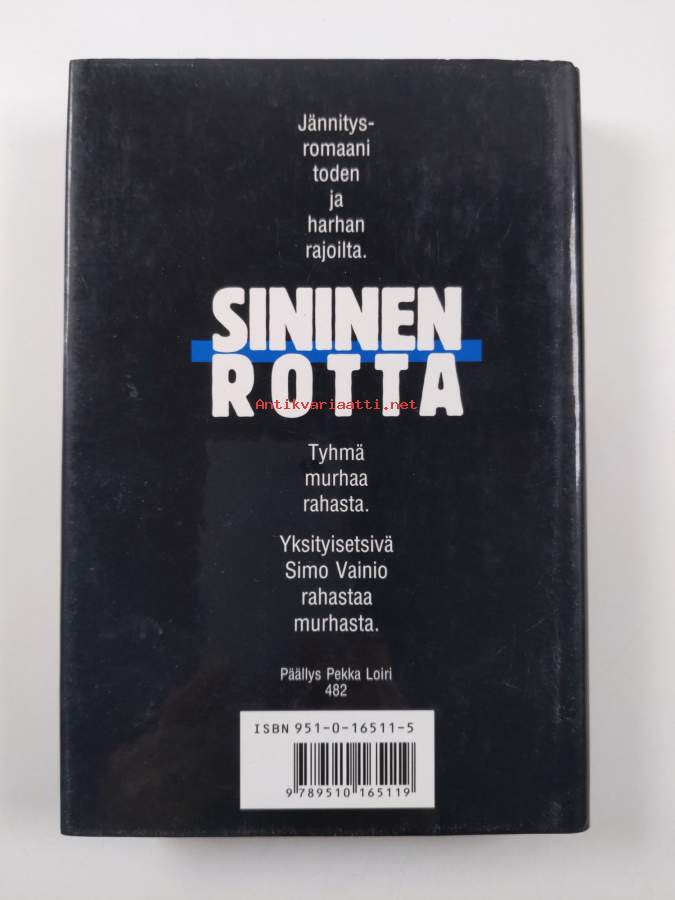 Jännitys-
romaani
toden
ja
harhan
rajoilta.
SININEN
ROTTA
Antikvariaatti.net
Tyhmä
murhaa
rahasta.
Yksityisetsivä
Simo Vainio
rahastaa
murhasta.
Päällys Pekka Loiri
482
ISBN 951-0-16511-5
9 789510 165119